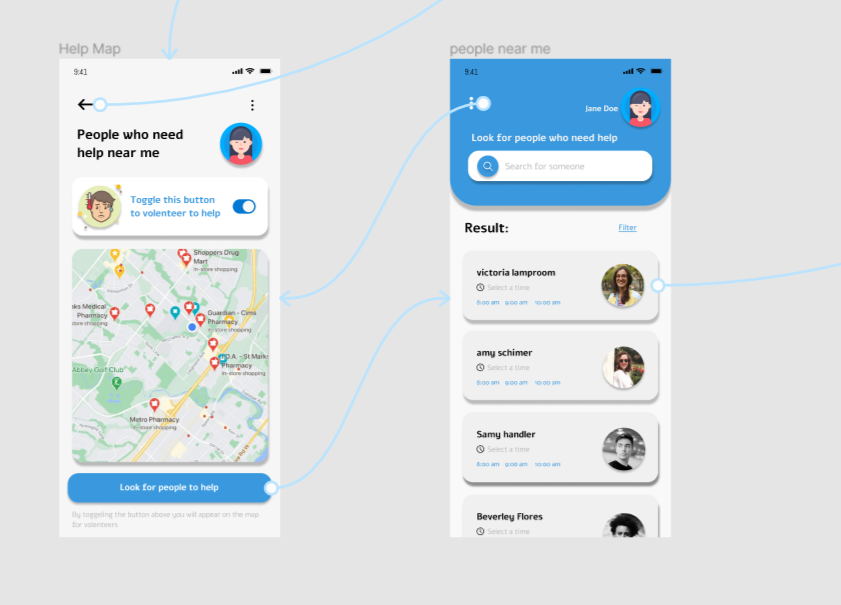 Help Map
9:41
People who need
help near me
Toggle this button
to volenteer to help
Shoppers Drug
Mart
In-store shopping
ks Medical
Pharmacy
store shopping
Guardian - Cims
Pharmacy
In-store shopping
I.D.A. - St Marks
Pharmacy
In-store shopping
Abbey Golf Club
Metro Pharmacy
In-store shopping
Look for people to help
By toggeling the button above you will appear on the map
for valenteers
people near me
9:41
Jane Doe
Look for people who need help
Search for someone
Result:
Filter
victoria lamproom
Select a time
8:00 am 9:00 am 10:00 am
amy schimer
Select a time
8:00 am 9:00 am 10:00 am
Samy handler
Select a time
8:00 am 9:00 am 10:00 am
Beverley Flores
Select a time